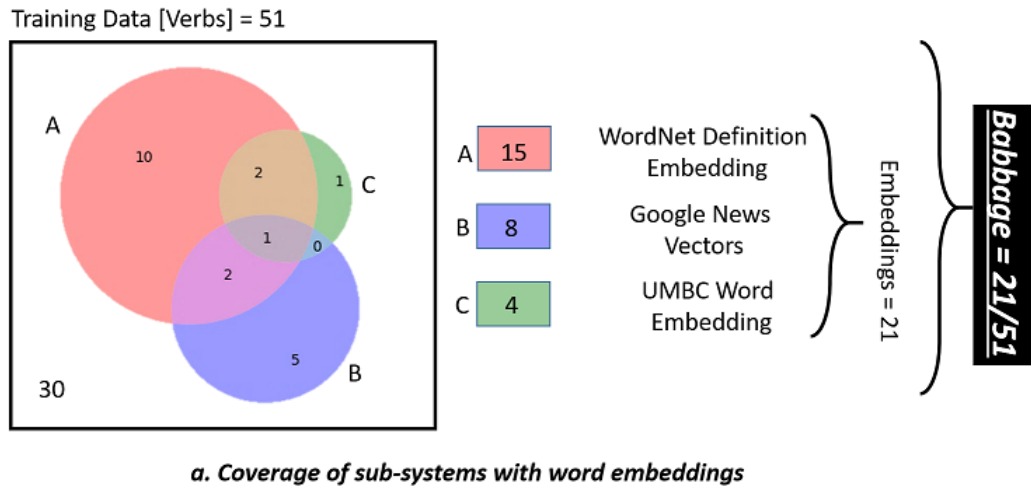 Training Data [Verbs] = 51
A
10
2
1
C
1
0
2
5
B
30
A
15
WordNet Definition
Embedding
B
8
Google News
Vectors
C
4
UMBC Word
Embedding
Embeddings = 21
Babbage = 21/51
a. Coverage of sub-systems with word embeddings